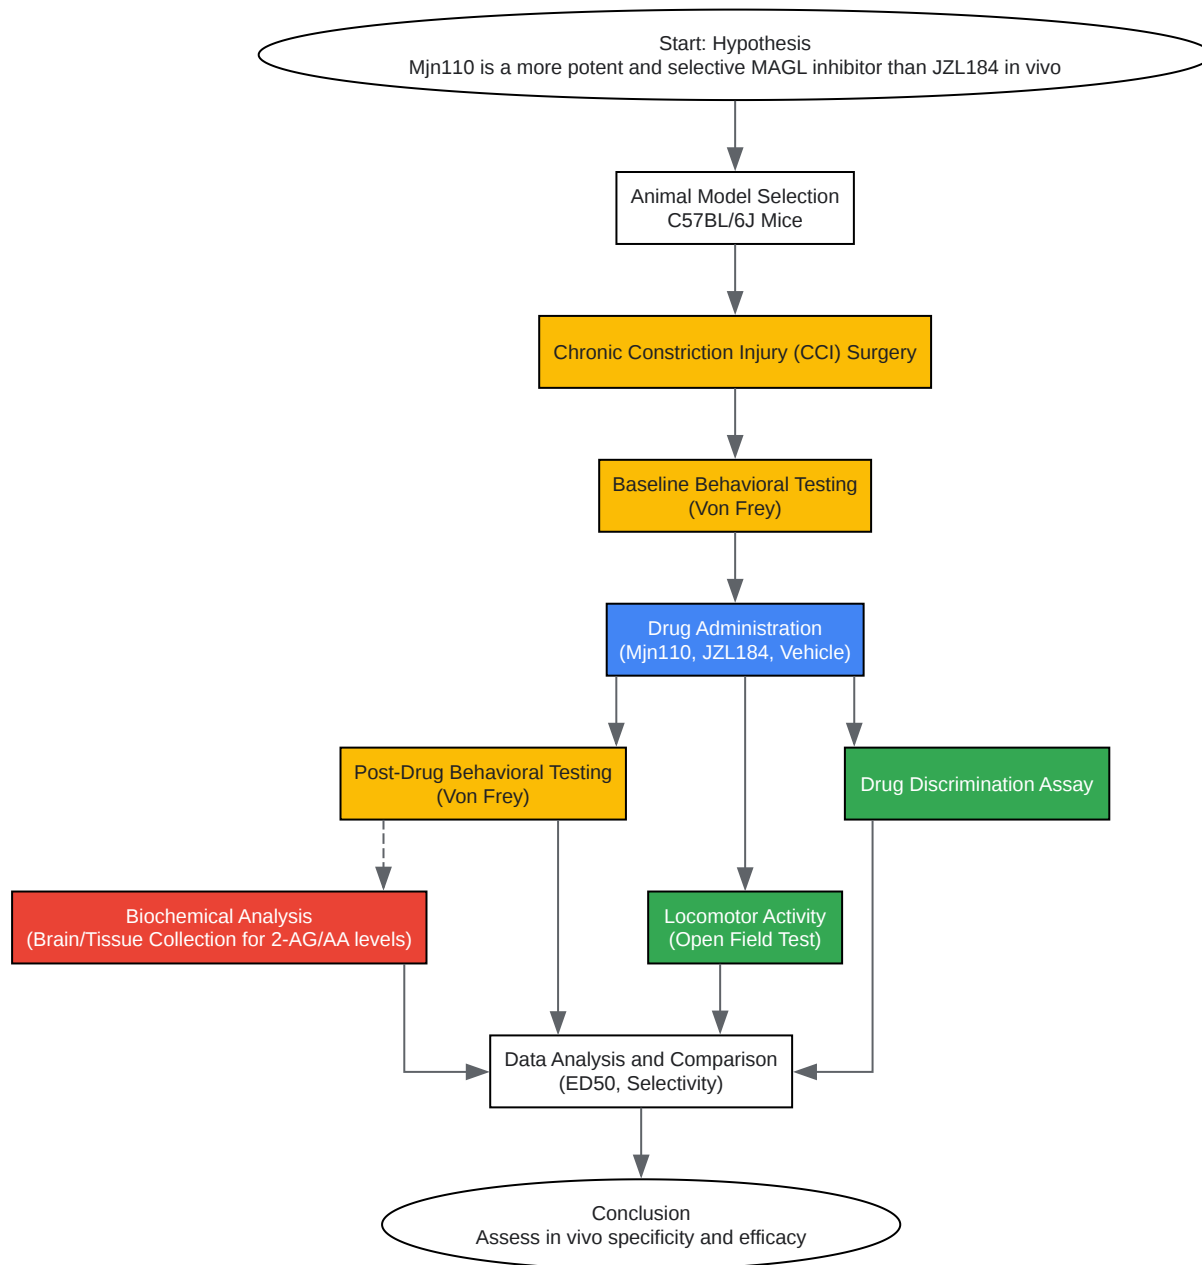 Start: Hypothesis
Mjn110 is a more potent and selective MAGL inhibitor than JZL184 in vivo
Animal Model Selection
C57BL/6J Mice
Chronic Constriction Injury (CCI) Surgery
Baseline Behavioral Testing
(Von Frey)
Drug Administration
(Mjn110, JZL184, Vehicle)
Post-Drug Behavioral Testing
(Von Frey)
Drug Discrimination Assay
Biochemical Analysis
(Brain/Tissue Collection for 2-AG/AA levels)
Locomotor Activity
(Open Field Test)
Data Analysis and Comparison
(ED50, Selectivity)
Conclusion
Assess in vivo specificity and efficacy